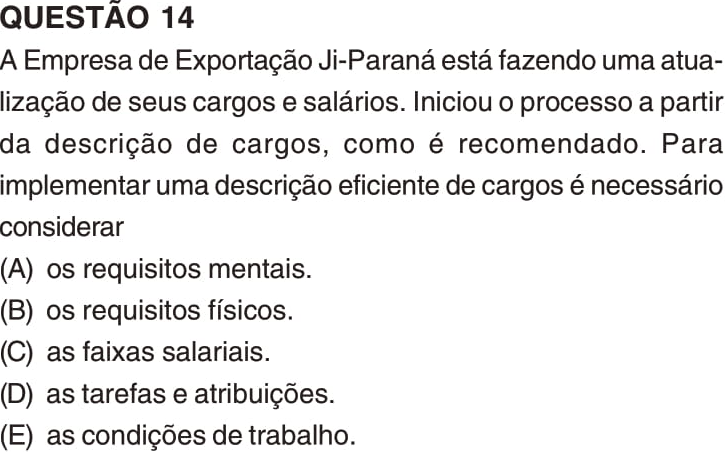 QUESTÃO 14
A Empresa de Exportação Ji-Paraná está fazendo uma atua-
lização de seus cargos e salários. Iniciou o processo a partir
da descrição de cargos, como é recomendado. Para
implementar uma descrição eficiente de cargos é necessário
considerar
(A) os requisitos mentais.
(B) os requisitos físicos.
(C) as faixas salariais.
(D) as tarefas e atribuições.
(E) as condições de trabalho.